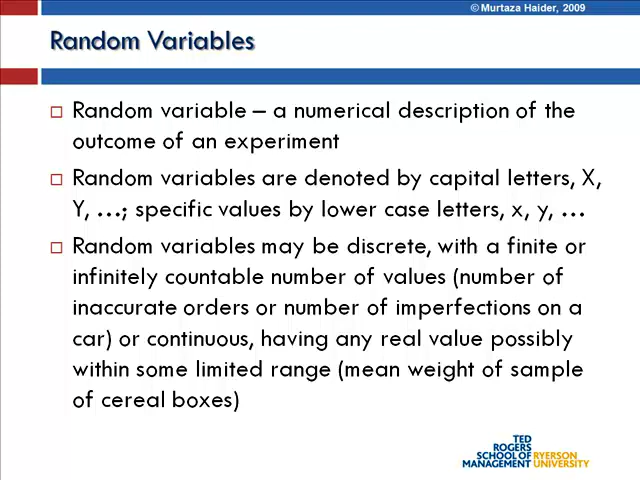 © Murtaza Haider, 2009
Random Variables
Random variable – a numerical description of the
outcome of an experiment
Random variables are denoted by capital letters, X,
Y, …; specific values by lower case letters, x, y, …
Random variables may be discrete, with a finite or
infinitely countable number of values (number of
inaccurate orders or number of imperfections on a
car) or continuous, having any real value possibly
within some limited range (mean weight of sample
of cereal boxes)
TED
ROGERS
SCHOOL OF RYERSON
MANAGEMENT UNIVERSITY